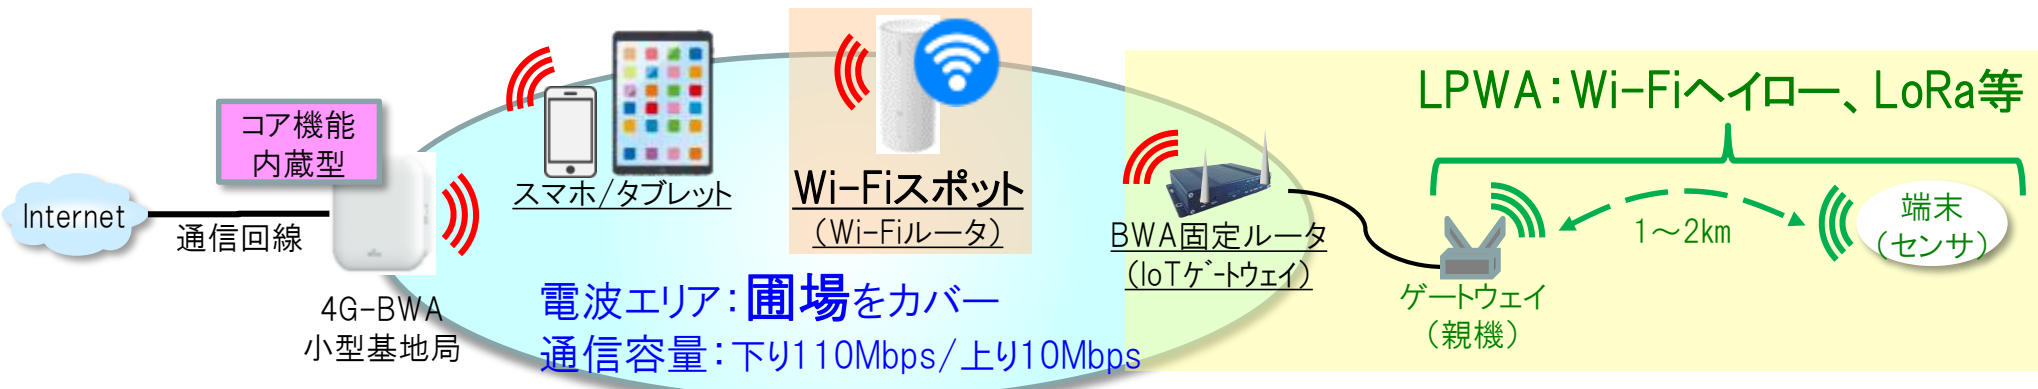 Internet
通信回線
コア機能
内蔵型
4G-BWA
小型基地局
スマホ/タブレット
Wi-Fiスポット
(Wi-Fiルータ)
電波エリア：圃場をカバー
通信容量：下り110Mbps/上り10Mbps
BWA固定ルータ
(IoTゲートウェイ)
LPWA：Wi-Fiヘイロー、LoRa等
ゲートウェイ
（親機）
1～2km
端末
（センサ）